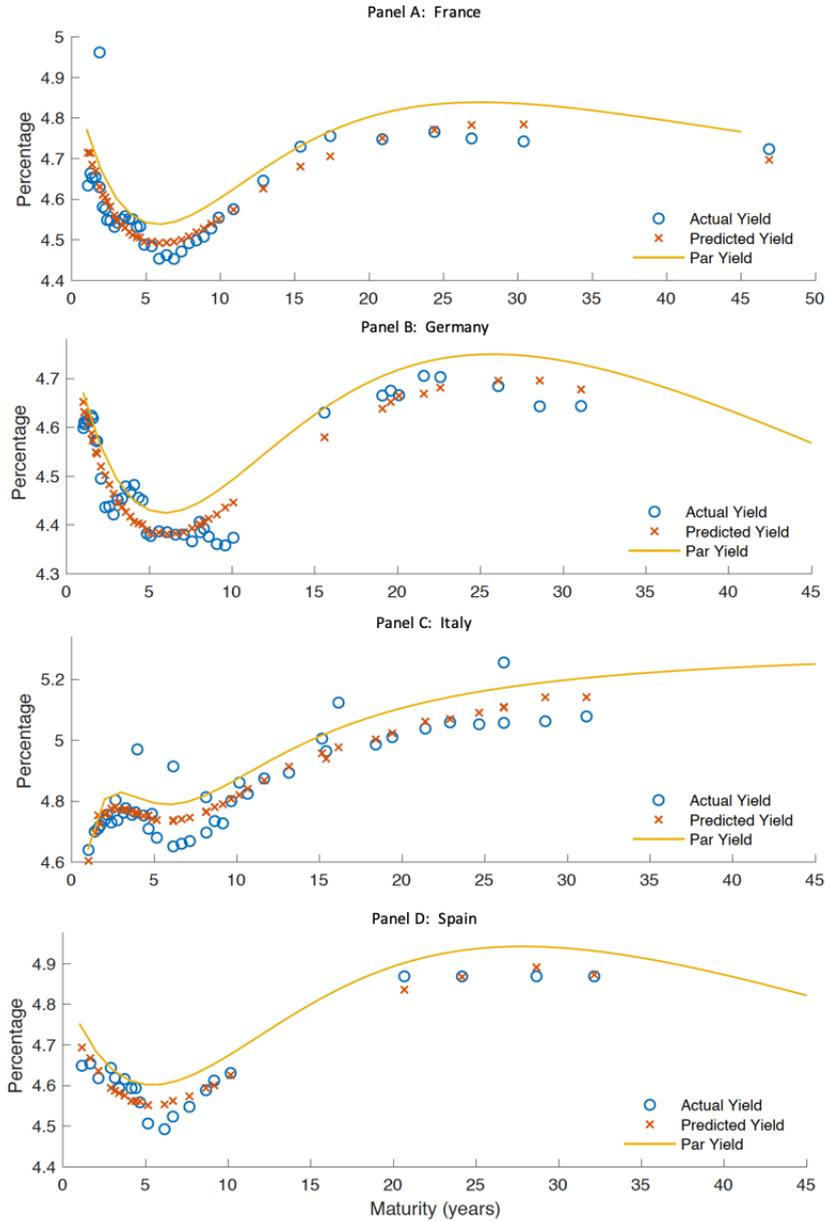 Panel A: France
5
4.9
4.8
4.7
4.6
4.5
4.4
Percentage
Actual Yield
Predicted Yield
Par Yield
0 5 10 15 20 25 30 35 40 45 50
Panel B: Germany
4.7
4.6
4.5
4.4
4.3
Percentage
Actual Yield
Predicted Yield
Par Yield
0 5 10 15 20 25 30 35 40 45
Panel C: Italy
5.2
5
4.8
4.6
Percentage
Actual Yield
Predicted Yield
Par Yield
0 5 10 15 20 25 30 35 40 45
Panel D: Spain
4.9
4.8
4.7
4.6
4.5
4.4
Percentage
Actual Yield
Predicted Yield
Par Yield
0 5 10 15 20 25 30 35 40 45
Maturity (years)